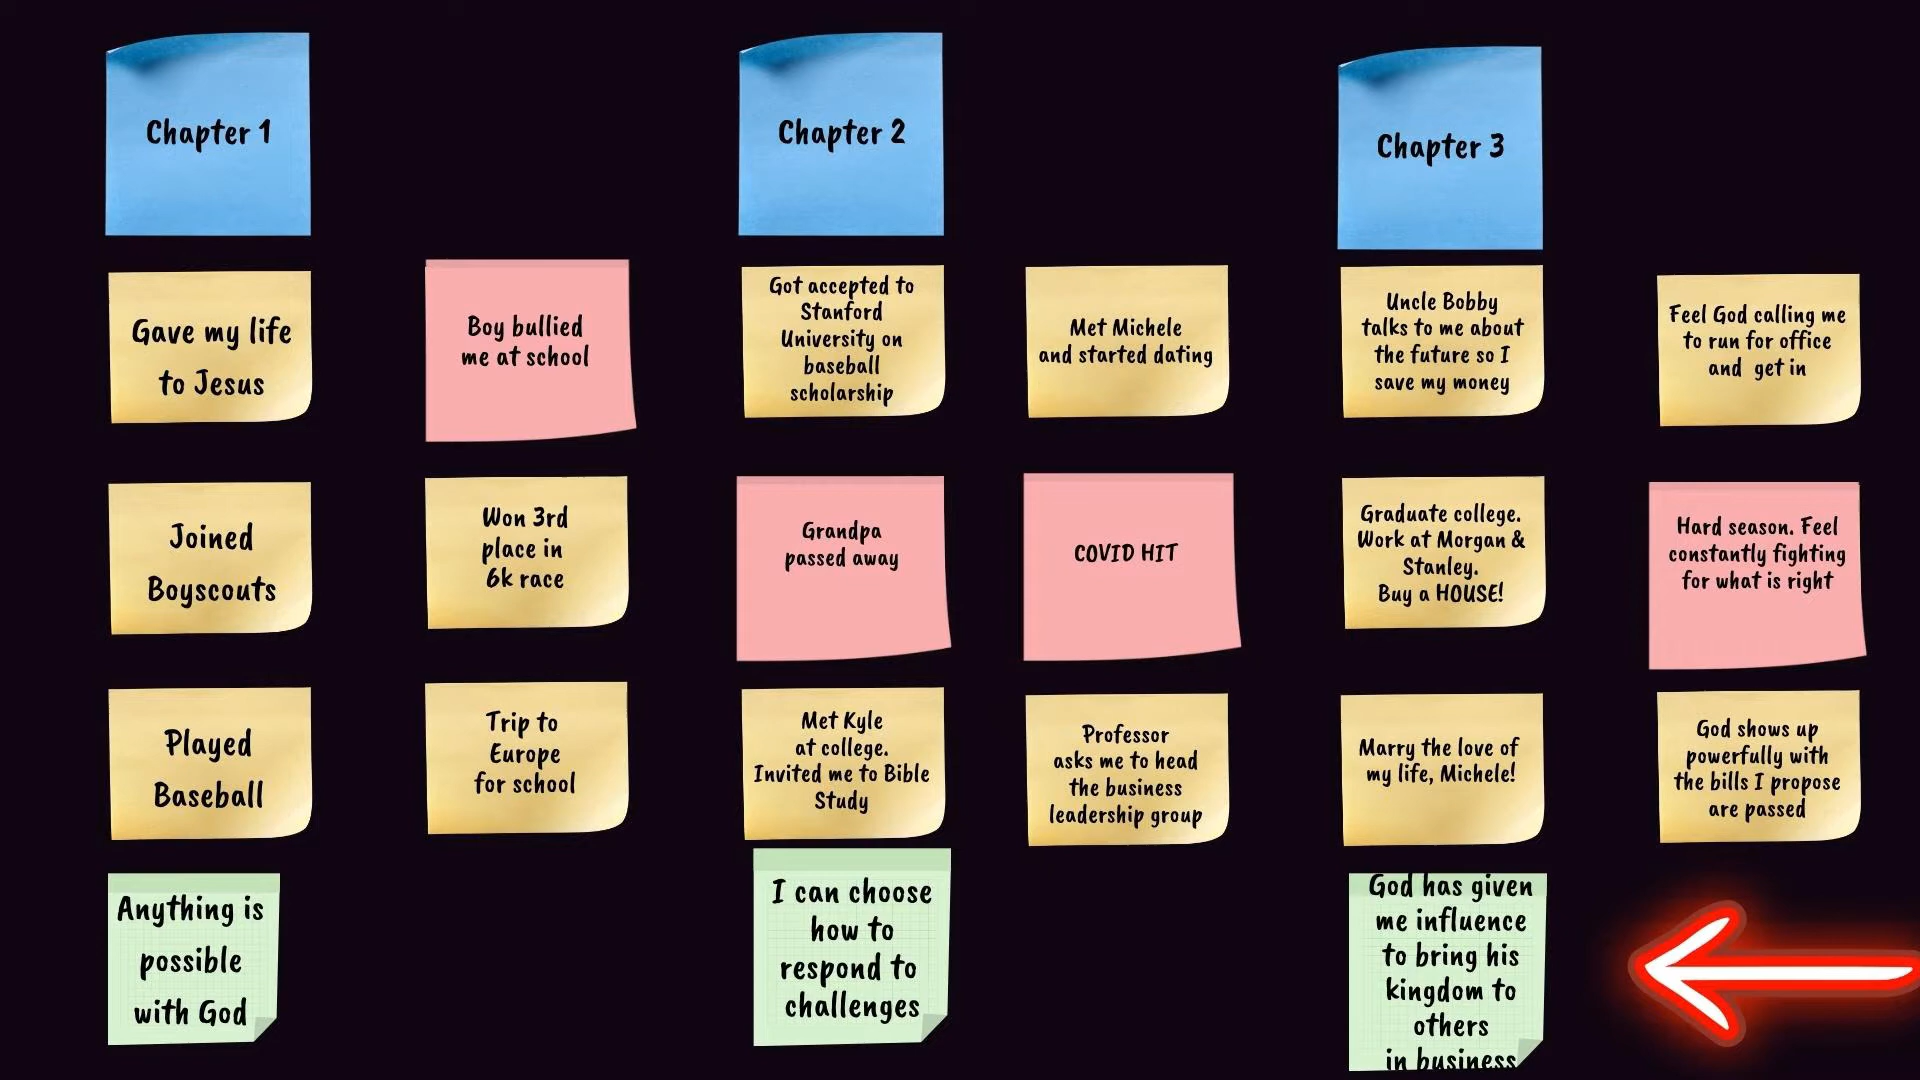 Chapter 1
Chapter 2
Chapter 3
Gave my life
to Jesus
Boy bullied
me at school
Got accepted to
Stanford
University on
baseball
scholarship
Met Michele
and started dating
Uncle Bobby
talks to me about
the future so I
save my money
Feel God calling me
to run for office
and get in
Joined
Boyscouts
Won 3rd
place in
6k race
Grandpa
passed away
COVID HIT
Graduate college.
Work at Morgan &
Stanley.
Buy a HOUSE!
Hard season. Feel
constantly fighting
for what is right
Played
Baseball
Trip to
Europe
for school
Met Kyle
at college.
Invited me to Bible
Study
Professor
asks me to head
the business
leadership group
Marry the love of
my life, Michele!
God shows up
powerfully with
the bills I propose
are passed
Anything is
possible
with God
I can choose
how to
respond to
challenges
God has given
me influence
to bring his
kingdom to
others
in business